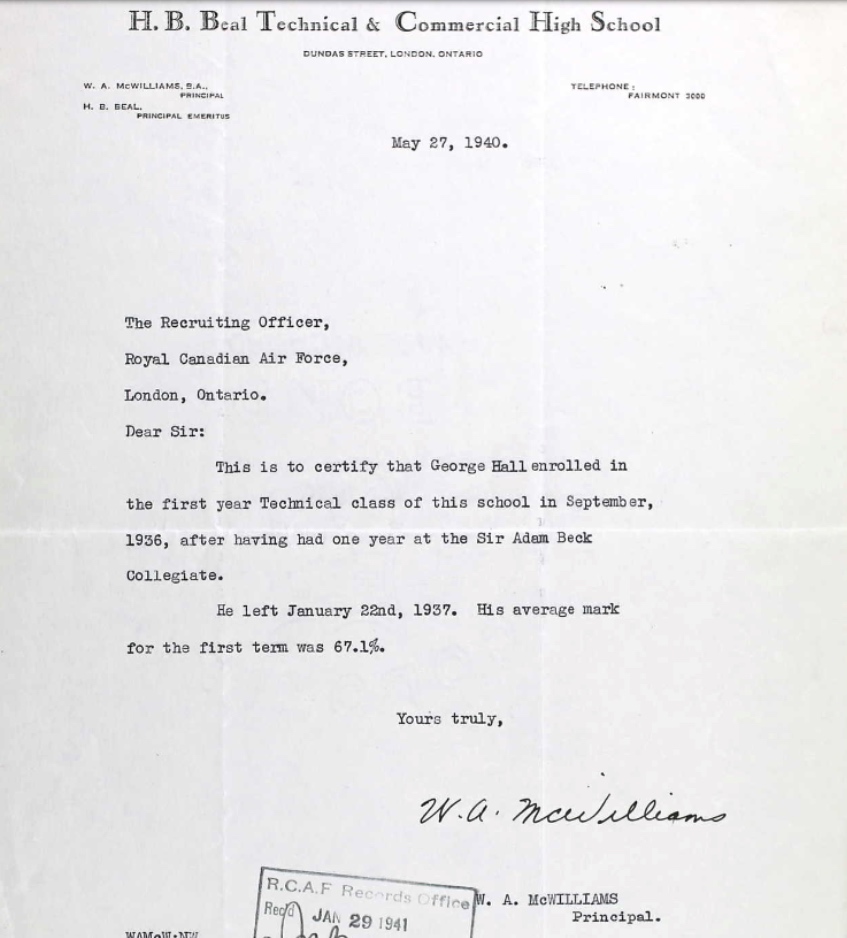 H. B. Beal Technical & Commercial High School
DUNDAS STREET, LONDON, ONTARIO
W. A. McWILLIAMS, B.A.,
PRINCIPAL
H. B. BEAL,
PRINCIPAL EMERITUS
TELEPHONE:
FAIRMONT 3000
May 27, 1940.
The Recruiting Officer,
Royal Canadian Air Force,
London, Ontario.
Dear Sir:
This is to certify that George Hall enrolled in
the first year Technical class of this school in September,
1936, after having had one year at the Sir Adam Beck
Collegiate.
He left January 22nd, 1937. His average mark
for the first term was 67.1%.
Yours truly,
W. A. McWilliams
R.C.A.F Records Office
Rec'd JAN 29 1941
W. A. McWILLIAMS
Principal.
WAMcW:NW